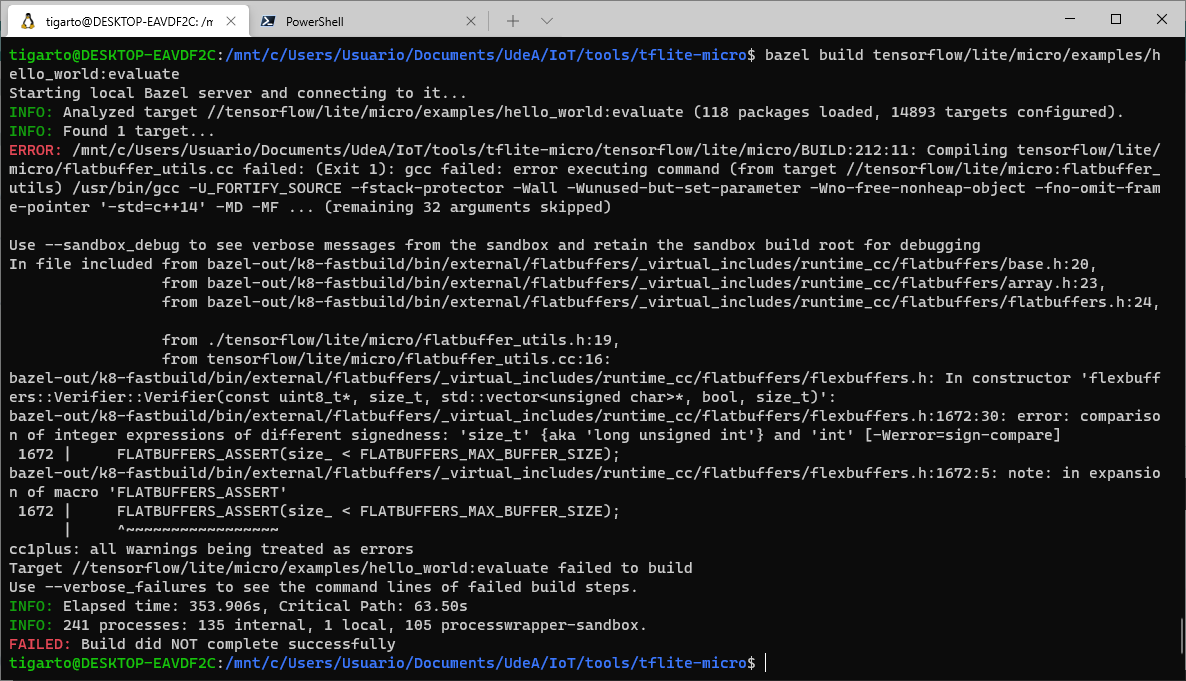 tigarto@DESKTOP-EAVDF2C: /m
PowerShell
tigarto@DESKTOP-EAVDF2C:/mnt/c/Users/Usuario/Documents/UdeA/IoT/tools/tflite-micro$ bazel build tensorflow/lite/micro/examples/h
ello_world:evaluate
Starting local Bazel server and connecting to it...
INFO: Analyzed target //tensorflow/lite/micro/examples/hello_world:evaluate (118 packages loaded, 14893 targets configured).
INFO: Found 1 target...
ERROR: /mnt/c/Users/Usuario/Documents/UdeA/IoT/tools/tflite-micro/tensorflow/lite/micro/BUILD:212:11: Compiling tensorflow/lite/
micro/flatbuffer_utils.cc failed: (Exit 1): gcc failed: error executing command (from target //tensorflow/lite/micro:flatbuffer_
utils) /usr/bin/gcc -U_FORTIFY_SOURCE -fstack-protector -Wall -Wunused-but-set-parameter -Wno-free-nonheap-object -fno-omit-fram
e-pointer '-std=c++14' -MD -MF ... (remaining 32 arguments skipped)
Use --sandbox_debug to see verbose messages from the sandbox and retain the sandbox build root for debugging
In file included from bazel-out/k8-fastbuild/bin/external/flatbuffers/_virtual_includes/runtime_cc/flatbuffers/base.h:20,
from bazel-out/k8-fastbuild/bin/external/flatbuffers/_virtual_includes/runtime_cc/flatbuffers/array.h:23,
from bazel-out/k8-fastbuild/bin/external/flatbuffers/_virtual_includes/runtime_cc/flatbuffers/flatbuffers.h:24,
from ./tensorflow/lite/micro/flatbuffer_utils.h:19,
from tensorflow/lite/micro/flatbuffer_utils.cc:16:
bazel-out/k8-fastbuild/bin/external/flatbuffers/_virtual_includes/runtime_cc/flatbuffers/flexbuffers.h: In constructor 'flexbuff
ers::Verifier::Verifier(const uint8_t*, size_t, std::vector<unsigned char>*, bool, size_t)':
bazel-out/k8-fastbuild/bin/external/flatbuffers/_virtual_includes/runtime_cc/flatbuffers/flexbuffers.h:1672:30: error: compariso
n of integer expressions of different signedness: 'size_t' {aka 'long unsigned int'} and 'int' [-Werror=sign-compare]
1672 |     FLATBUFFERS_ASSERT(size_ < FLATBUFFERS_MAX_BUFFER_SIZE);
bazel-out/k8-fastbuild/bin/external/flatbuffers/_virtual_includes/runtime_cc/flatbuffers/flexbuffers.h:1672:5: note: in expansio
n of macro 'FLATBUFFERS_ASSERT'
1672 |     FLATBUFFERS_ASSERT(size_ < FLATBUFFERS_MAX_BUFFER_SIZE);
|     ^~~~~~~~~~~~~~~~~~
cc1plus: all warnings being treated as errors
Target //tensorflow/lite/micro/examples/hello_world:evaluate failed to build
Use --verbose_failures to see the command lines of failed build steps.
INFO: Elapsed time: 353.906s, Critical Path: 63.50s
INFO: 241 processes: 135 internal, 1 local, 105 processwrapper-sandbox.
FAILED: Build did NOT complete successfully
tigarto@DESKTOP-EAVDF2C:/mnt/c/Users/Usuario/Documents/UdeA/IoT/tools/tflite-micro$